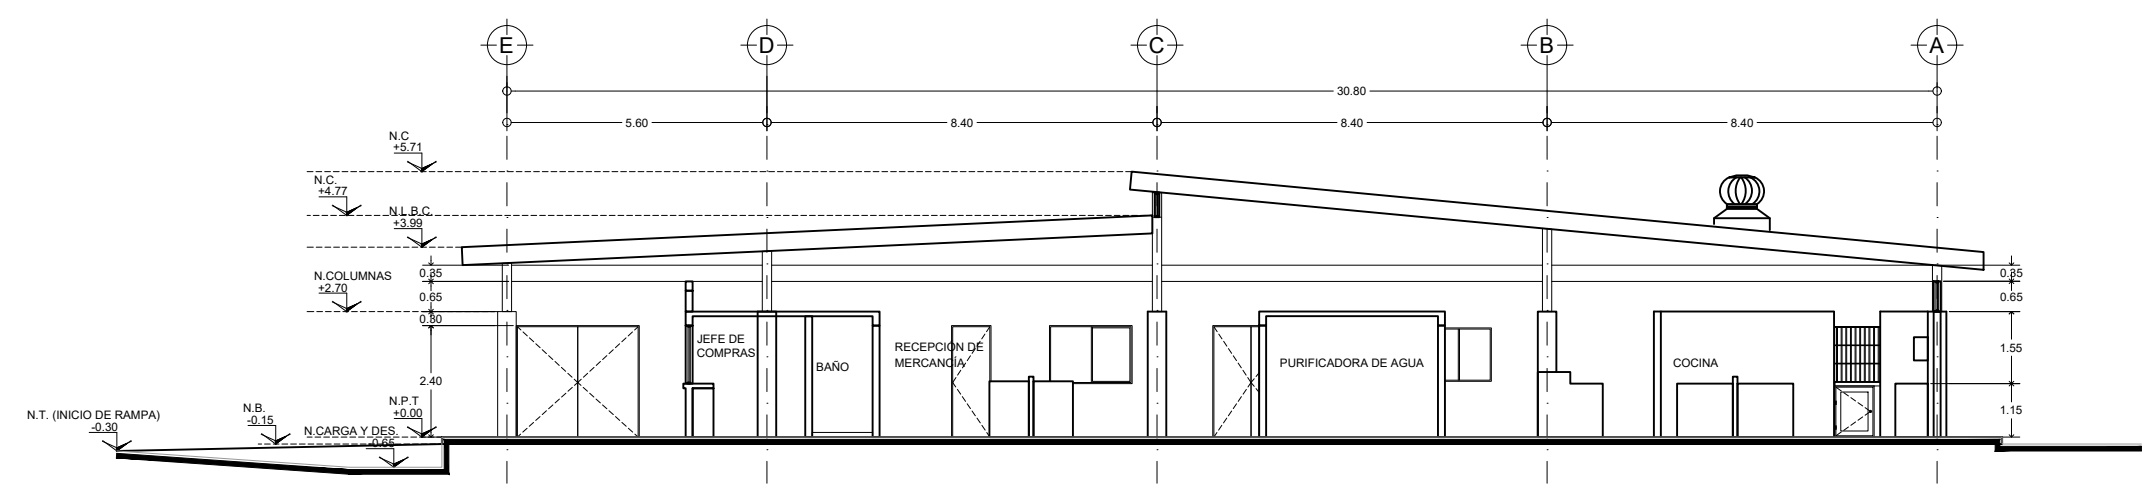 E
D
C
B
A
30.80
5.60
8.40
8.40
8.40
N.C
+5.71
N.C.
+4.77
N.L.B.C.
+3.99
N.COLUMNAS
+2.70
0.35
0.65
0.30
2.40
0.35
0.65
1.55
1.15
JEFE DE
COMPRAS
BAÑO
RECEPCIÓN DE
MERCANCÍA
PURIFICADORA DE AGUA
COCINA
N.P.T
+0.00
N.B.
-0.15
N.T. (INICIO DE RAMPA)
-0.30
N.CARGA Y DES.
-0.65